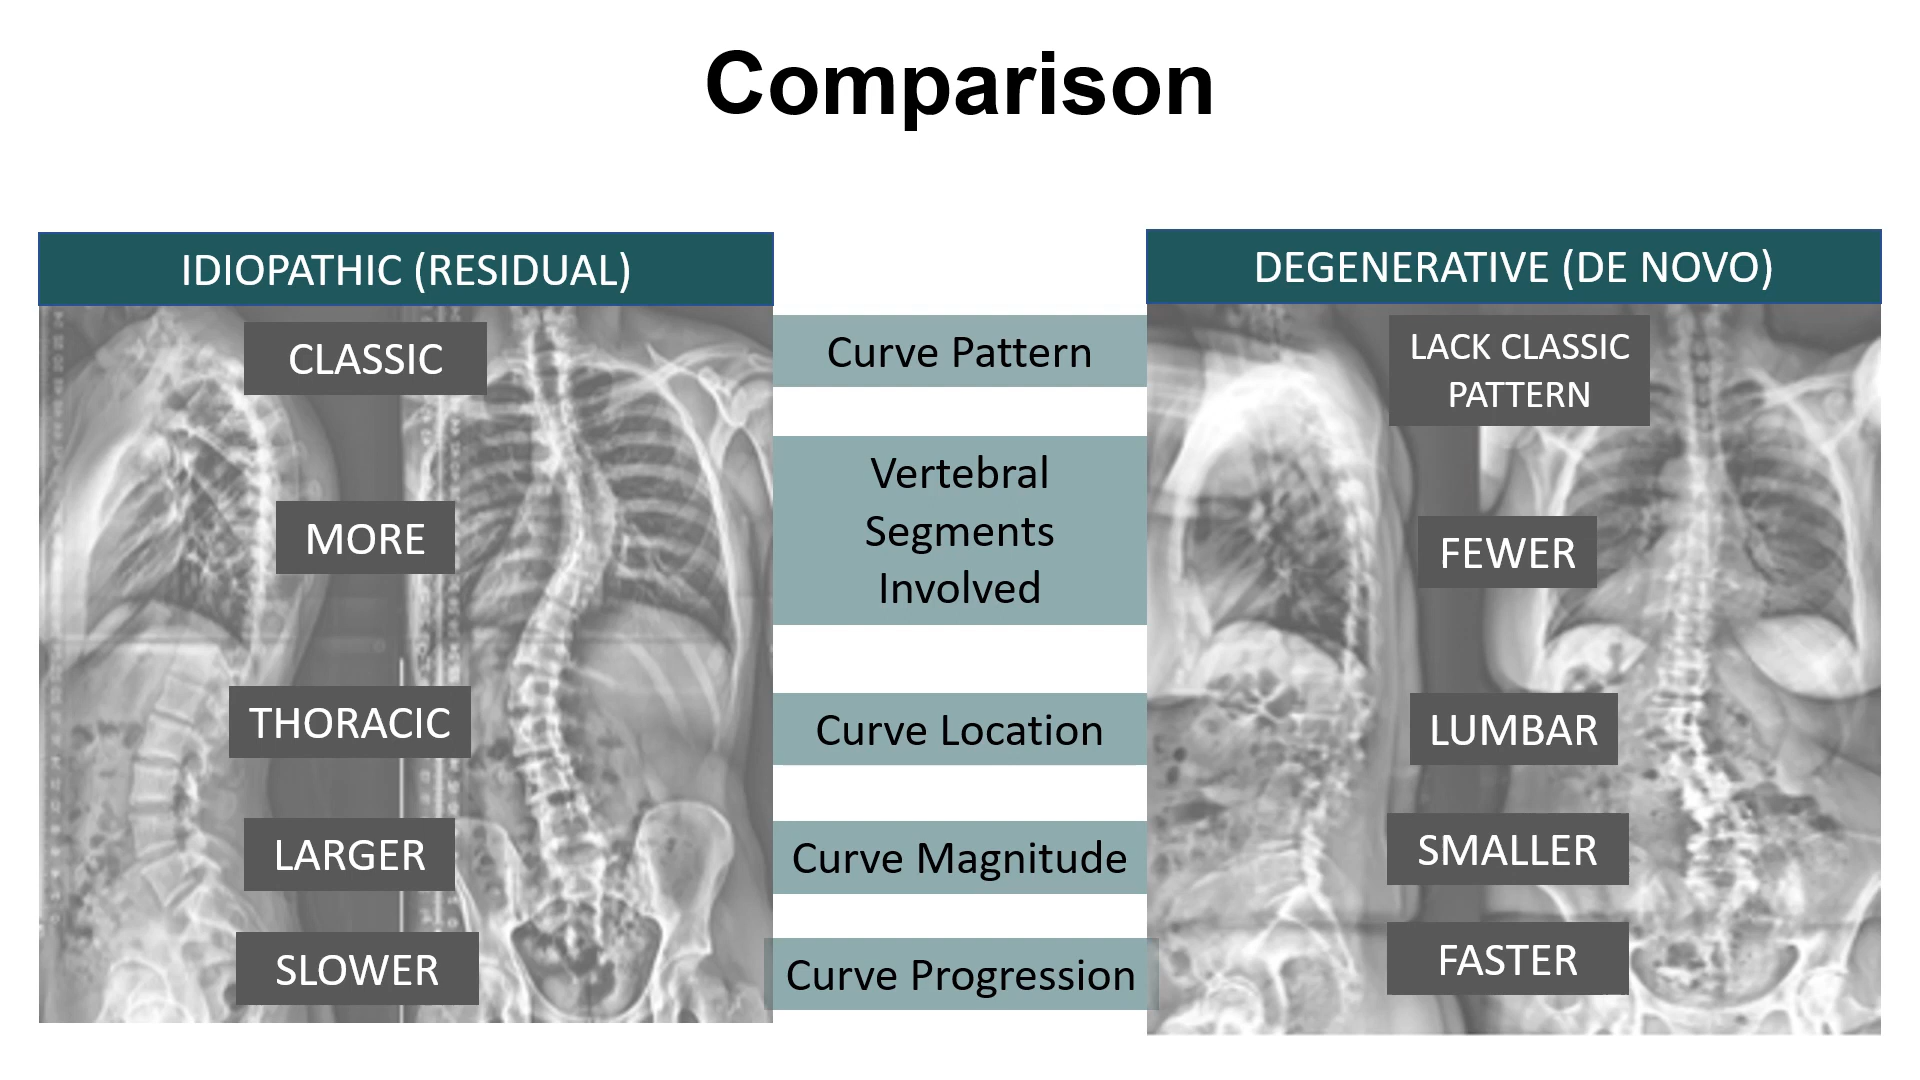 Comparison
IDIOPATHIC (RESIDUAL)
DEGENERATIVE (DE NOVO)
CLASSIC
Curve Pattern
LACK CLASSIC
PATTERN
MORE
Vertebral
Segments
Involved
FEWER
THORACIC
Curve Location
LUMBAR
LARGER
Curve Magnitude
SMALLER
SLOWER
Curve Progression
FASTER